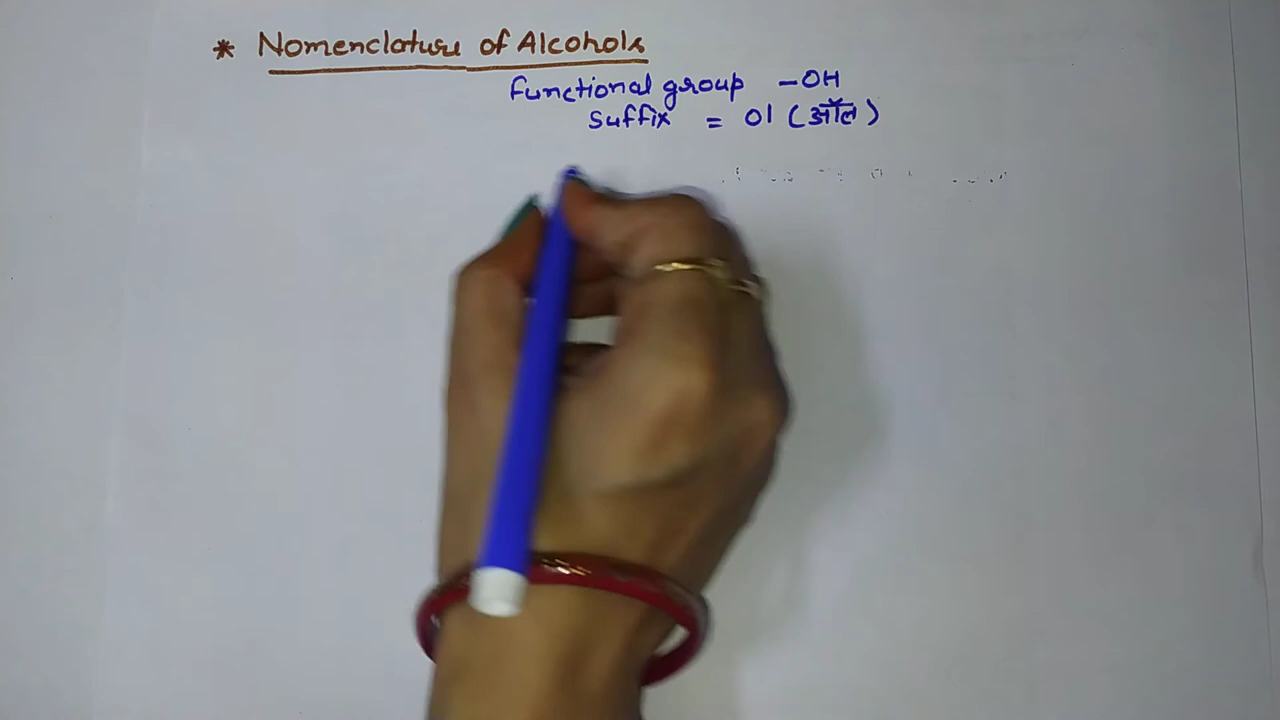 * Nomenclature of Alcohols
functional group -OH
suffix = ol (ऑल)